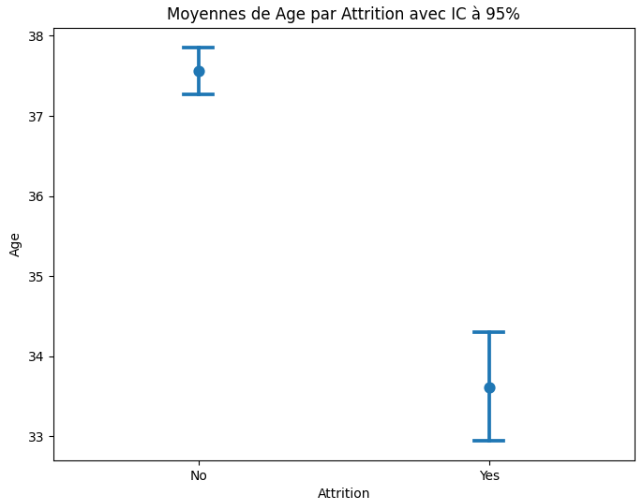 Moyennes de Age par Attrition avec IC à 95%
38
37
36
35
34
33
Age
No
Yes
Attrition